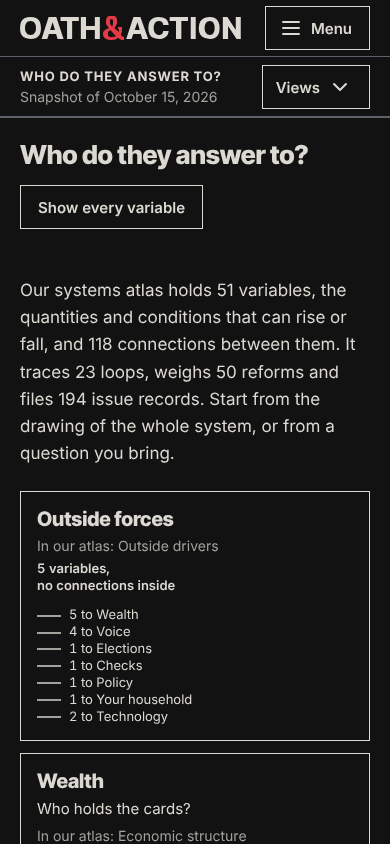 OATH&ACTION
Menu
WHO DO THEY ANSWER TO?
Snapshot of October 15, 2026
Views
Who do they answer to?
Show every variable
Our systems atlas holds 51 variables, the
quantities and conditions that can rise or
fall, and 118 connections between them. It
traces 23 loops, weighs 50 reforms and
files 194 issue records. Start from the
drawing of the whole system, or from a
question you bring.
Outside forces
In our atlas: Outside drivers
5 variables,
no connections inside
5 to Wealth
4 to Voice
1 to Elections
1 to Checks
1 to Policy
1 to Your household
2 to Technology
Wealth
Who holds the cards?
In our atlas: Economic structure